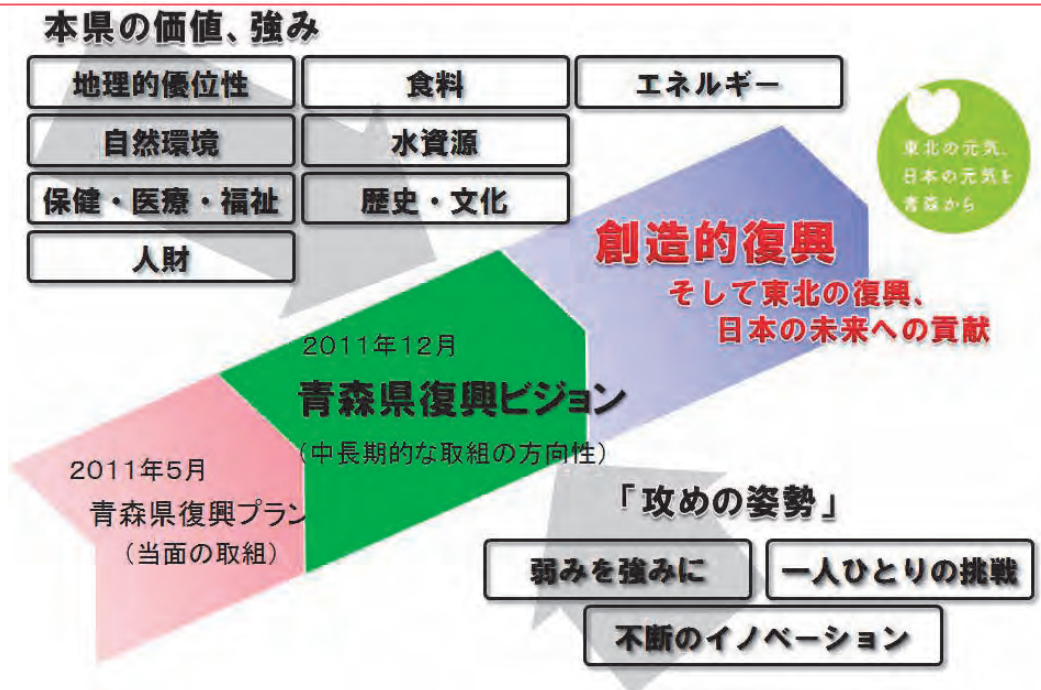 本県の価値、強み
地理的優位性
食料
エネルギー
自然環境
水資源
保健・医療・福祉
歴史・文化
人財
東北の元気、
日本の元気を
青森から
創造的復興
そして東北の復興、
日本の未来への貢献
2011年12月
青森県復興ビジョン
(中長期的な取組の方向性)
2011年5月
青森県復興プラン
(当面の取組)
「攻めの姿勢」
弱みを強みに
一人ひとりの挑戦
不断のイノベーション